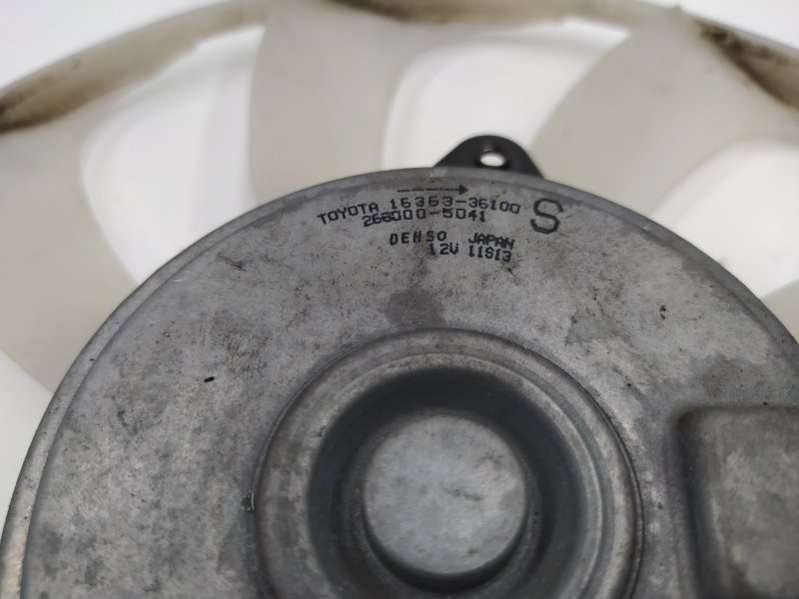 TOYOTA 16363-36100
268000-5041
S
DENSO JAPAN
12V 11S13